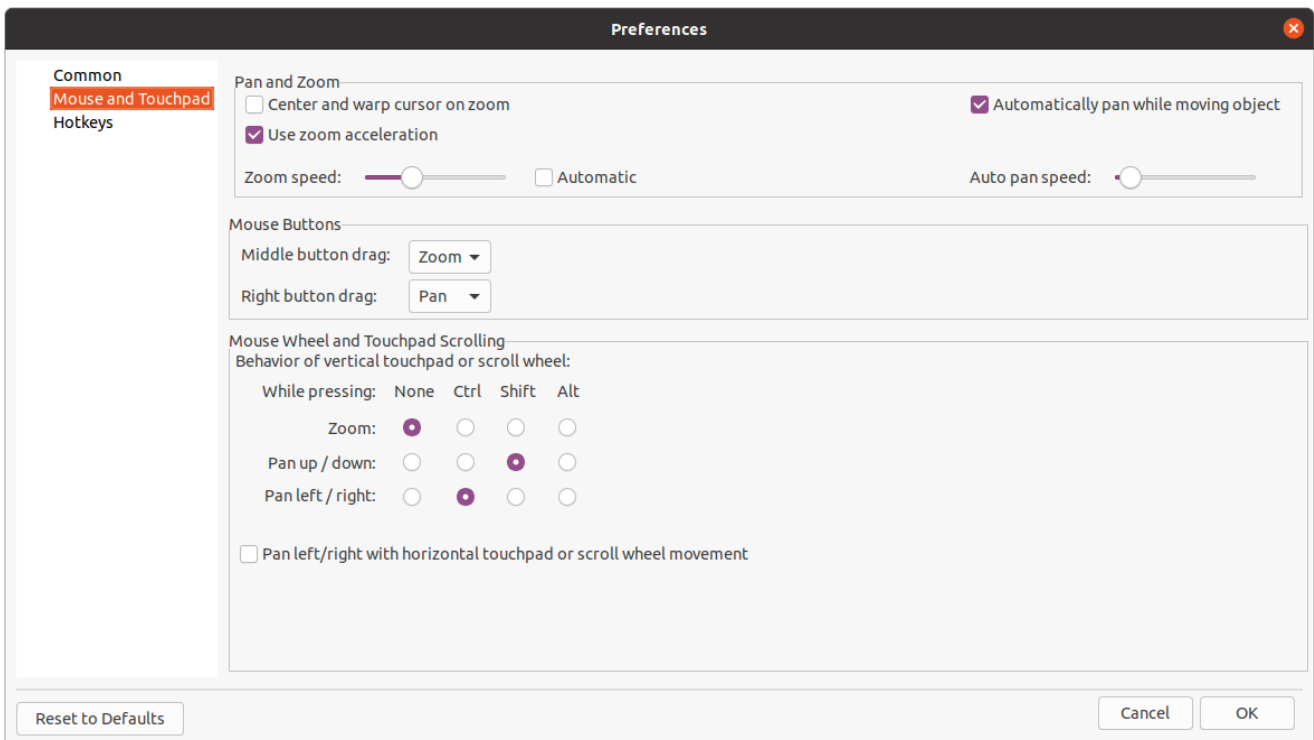 Preferences
Common
Mouse and Touchpad
Hotkeys
Pan and Zoom
Center and warp cursor on zoom
Automatically pan while moving object
Use zoom acceleration
Zoom speed:
Automatic
Auto pan speed:
Mouse Buttons
Middle button drag: Zoom
Right button drag: Pan
Mouse Wheel and Touchpad Scrolling
Behavior of vertical touchpad or scroll wheel:
While pressing: None Ctrl Shift Alt
Zoom:
Pan up / down:
Pan left / right:
Pan left/right with horizontal touchpad or scroll wheel movement
Reset to Defaults
Cancel
OK